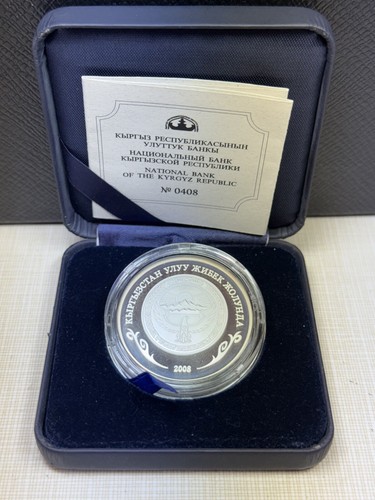 КЫРГЫЗ РЕСПУБЛИКАСЫНЫН
УЛУТТУК БАНКЫ
НАЦИОНАЛЬНЫЙ БАНК
КЫРГЫЗСКОЙ РЕСПУБЛИКИ
NATIONAL BANK
OF THE KYRGYZ REPUBLIC
№ 0408
КЫРГЫЗСТАН УЛУУ ЖИБЕК ЖОЛУНДА
2008